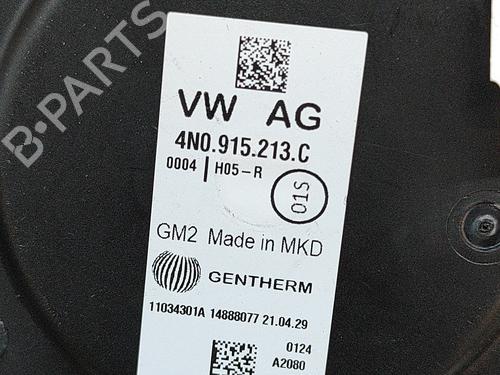 B-PARTS
VW AG
4N0.915.213.C
0004 | H05-R
01S
GM2 Made in MKD
GENTHERM
11034301A 14888077 21.04.29
0124
A2080